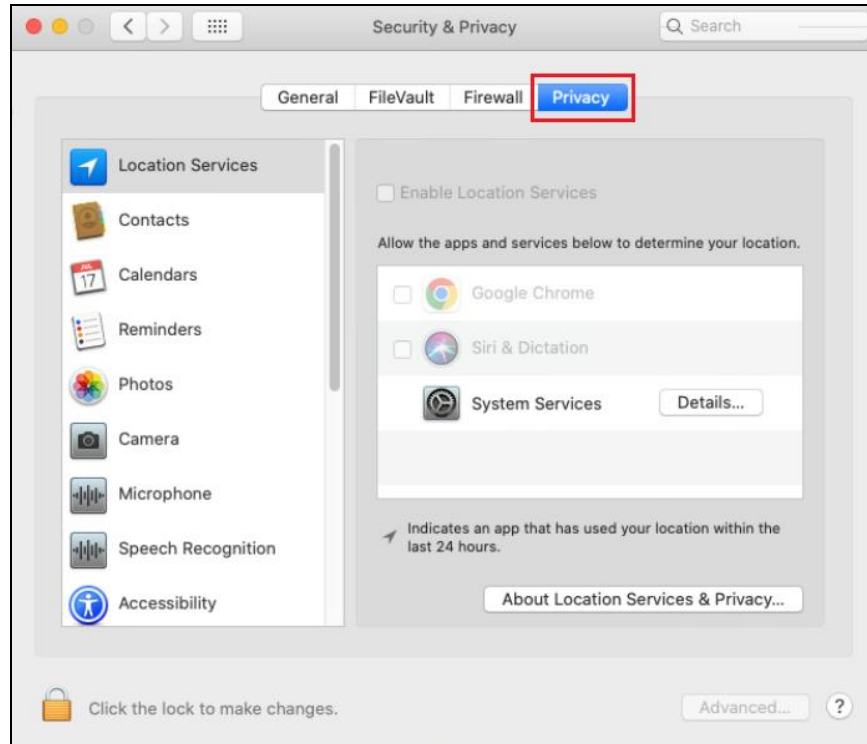 Security & Privacy
Search
General
FileVault
Firewall
Privacy
Location Services
Contacts
JUL
17
Calendars
Reminders
Photos
Camera
Microphone
Speech Recognition
Accessibility
Enable Location Services
Allow the apps and services below to determine your location.
Google Chrome
Siri & Dictation
System Services
Details...
Indicates an app that has used your location within the
last 24 hours.
About Location Services & Privacy...
Click the lock to make changes.
Advanced...
?